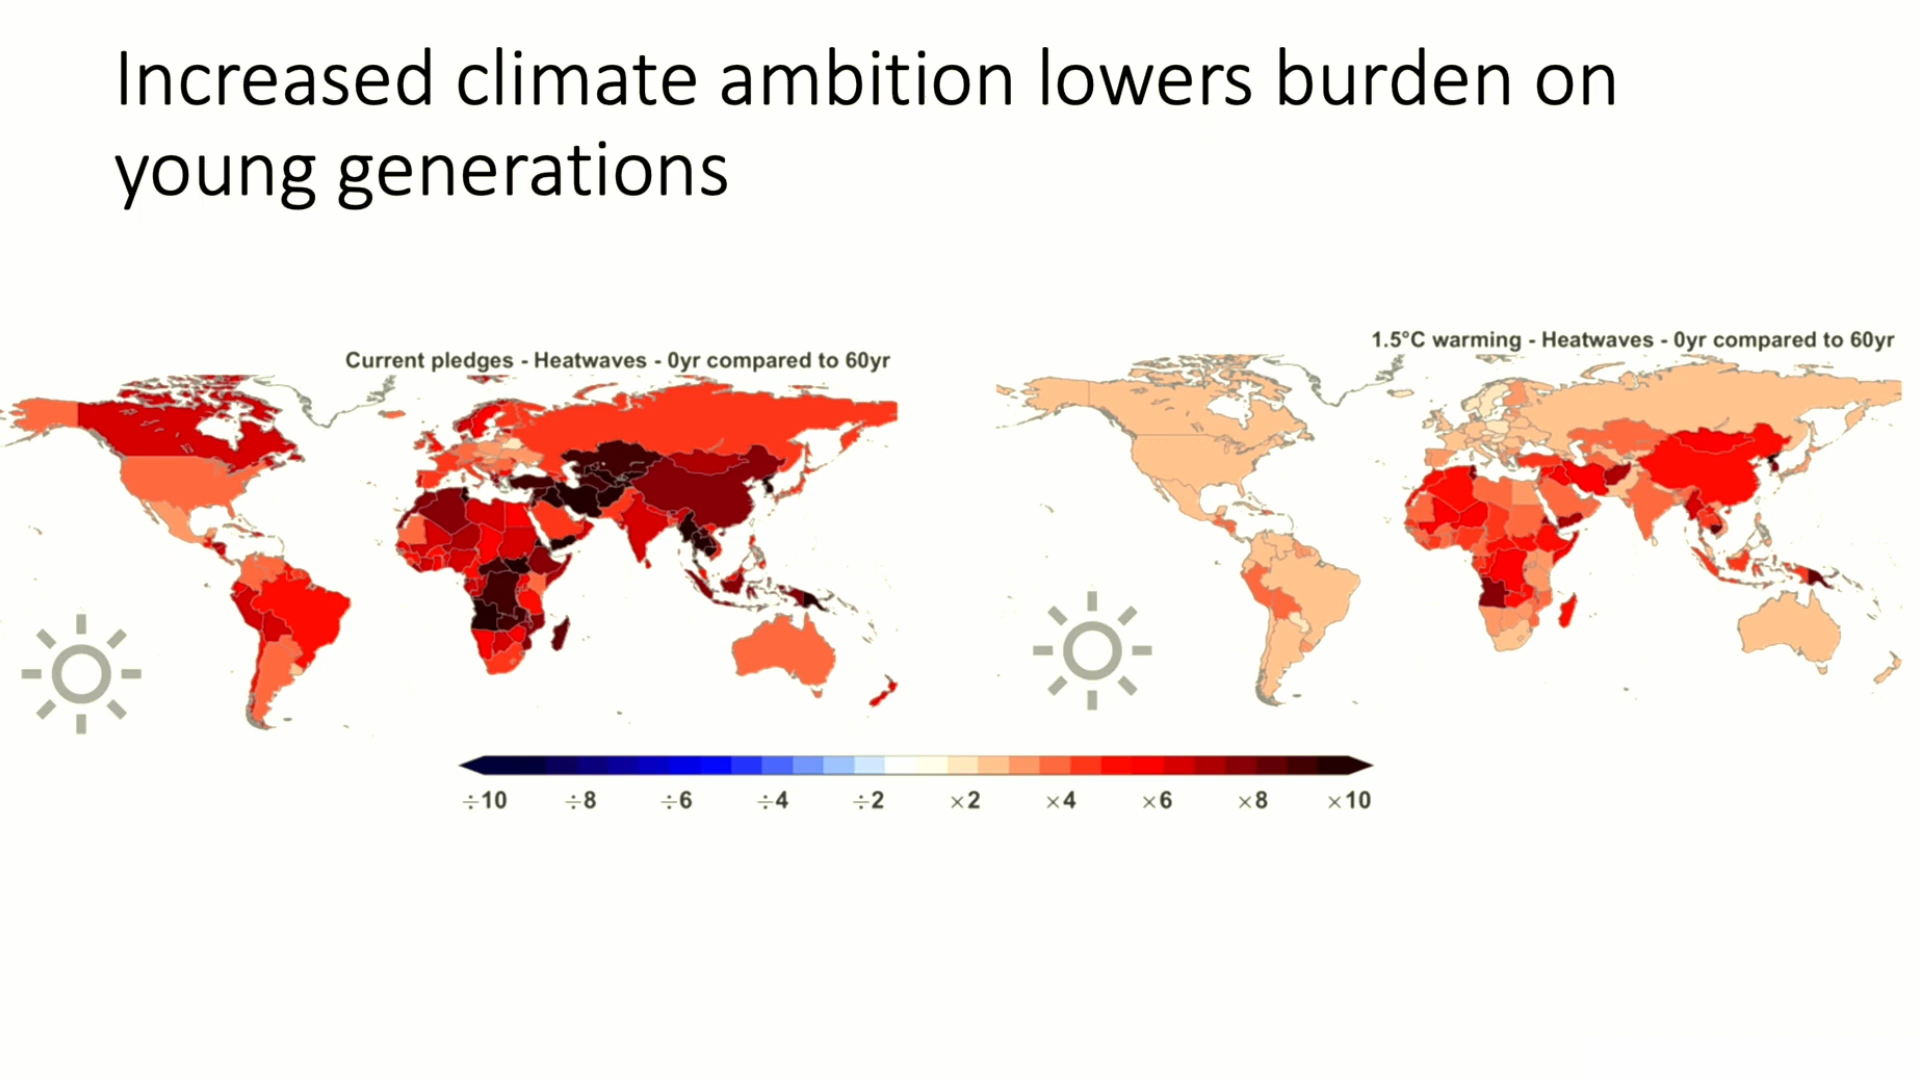 Increased climate ambition lowers burden on
young generations
Current pledges - Heatwaves - 0yr compared to 60yr
1.5°C warming - Heatwaves - 0yr compared to 60yr
÷10 ÷8 ÷6 ÷4 ÷2 ×2 ×4 ×6 ×8 ×10